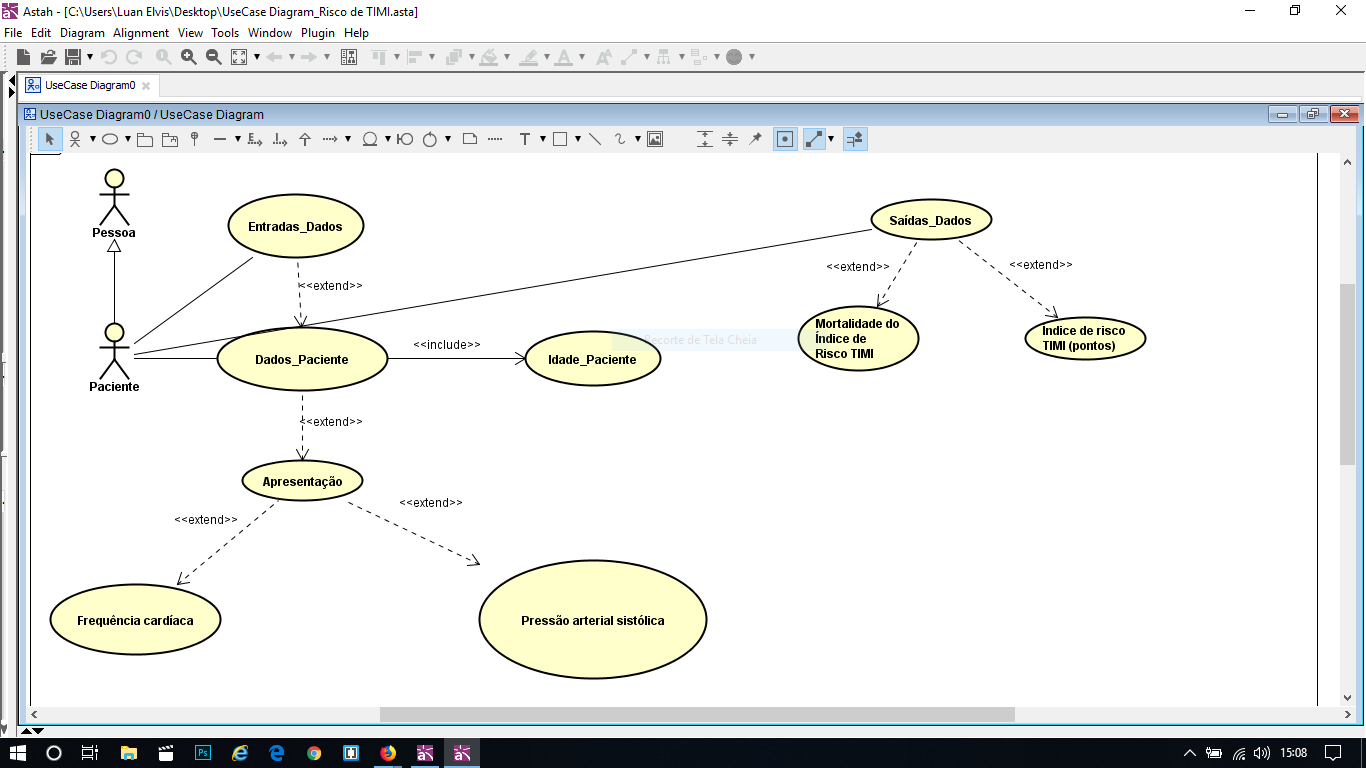 Astah - [C:\Users\Luan Elvis\Desktop\UseCase Diagram_Risco de TIMI.asta]
File Edit Diagram Alignment View Tools Window Plugin Help
UseCase Diagram0
UseCase Diagram0 / UseCase Diagram
Pessoa
Entradas_Dados
Saídas_Dados
<<extend>>
<<extend>>
<<extend>>
Paciente
Dados_Paciente
<<include>>
Idade_Paciente
Recorte de Tela Cheia
Mortalidade do
Índice de
Risco TIMI
Indice de risco
TIMI (pontos)
<<extend>>
Apresentação
<<extend>>
<<extend>>
Frequência cardíaca
Pressão arterial sistólica
15:08